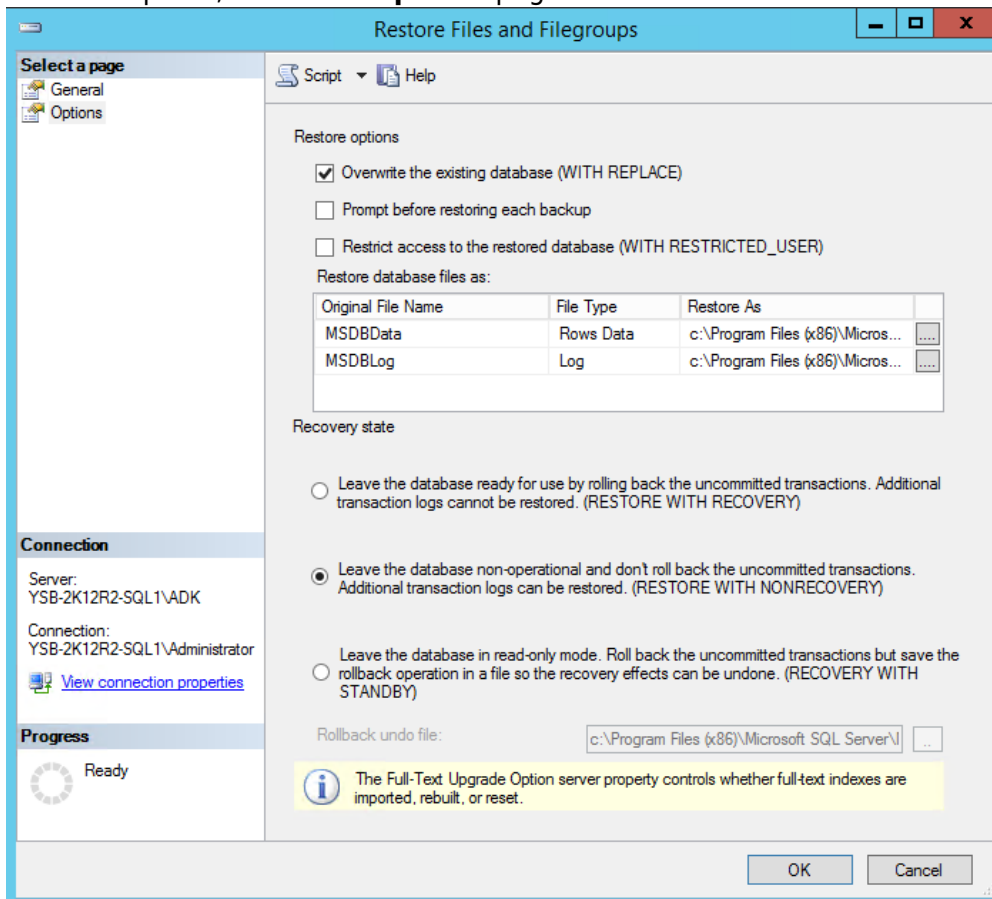 Restore Files and Filegroups
Select a page
General
Options
Script
Help
Restore options
Overwrite the existing database (WITH REPLACE)
Prompt before restoring each backup
Restrict access to the restored database (WITH RESTRICTED_USER)
Restore database files as:
Original File Name File Type Restore As
MSDBData Rows Data c:\Program Files (x86)\Micros... ....
MSDBLog Log c:\Program Files (x86)\Micros... ....
Recovery state
Leave the database ready for use by rolling back the uncommitted transactions. Additional
transaction logs cannot be restored. (RESTORE WITH RECOVERY)
Leave the database non-operational and don't roll back the uncommitted transactions.
Additional transaction logs can be restored. (RESTORE WITH NONRECOVERY)
Leave the database in read-only mode. Roll back the uncommitted transactions but save the
rollback operation in a file so the recovery effects can be undone. (RECOVERY WITH
STANDBY)
Rollback undo file: c:\Program Files (x86)\Microsoft SQL Server\ ..
The Full-Text Upgrade Option server property controls whether full-text indexes are
imported, rebuilt, or reset.
Connection
Server:
YSB-2K12R2-SQL1\ADK
Connection:
YSB-2K12R2-SQL1\Administrator
View connection properties
Progress
Ready
OK
Cancel